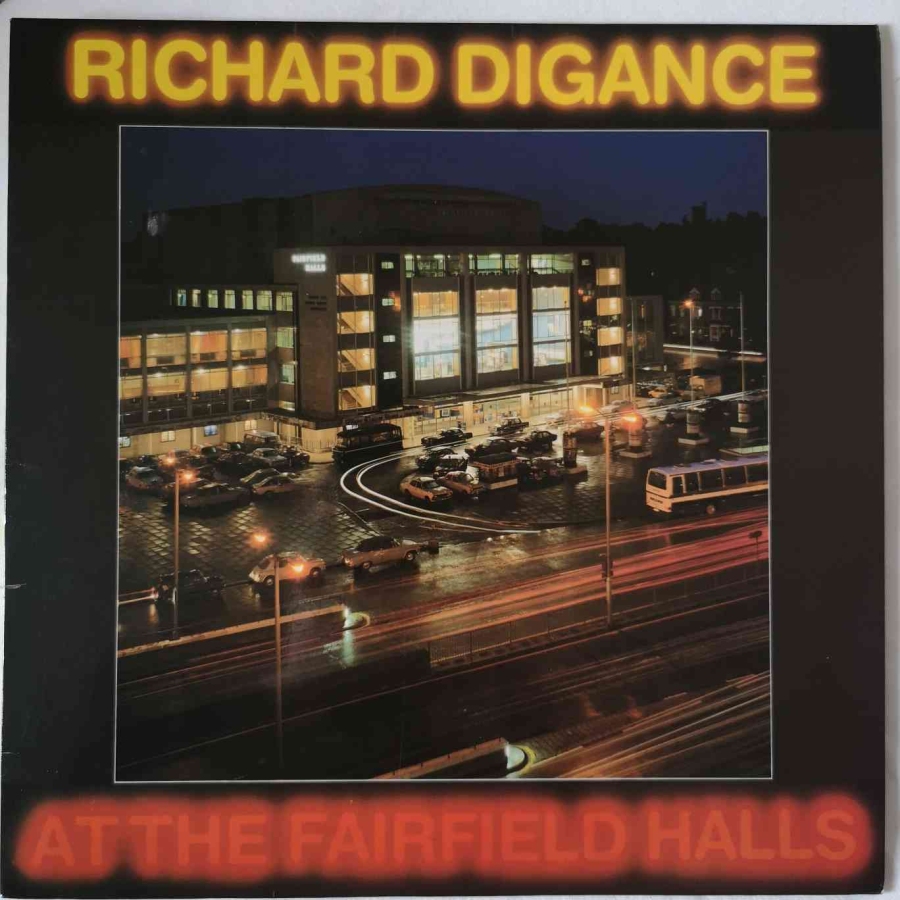 RICHARD DIGANCE
FAIRFIELD
HALLS
AT THE FAIRFIELD HALLS